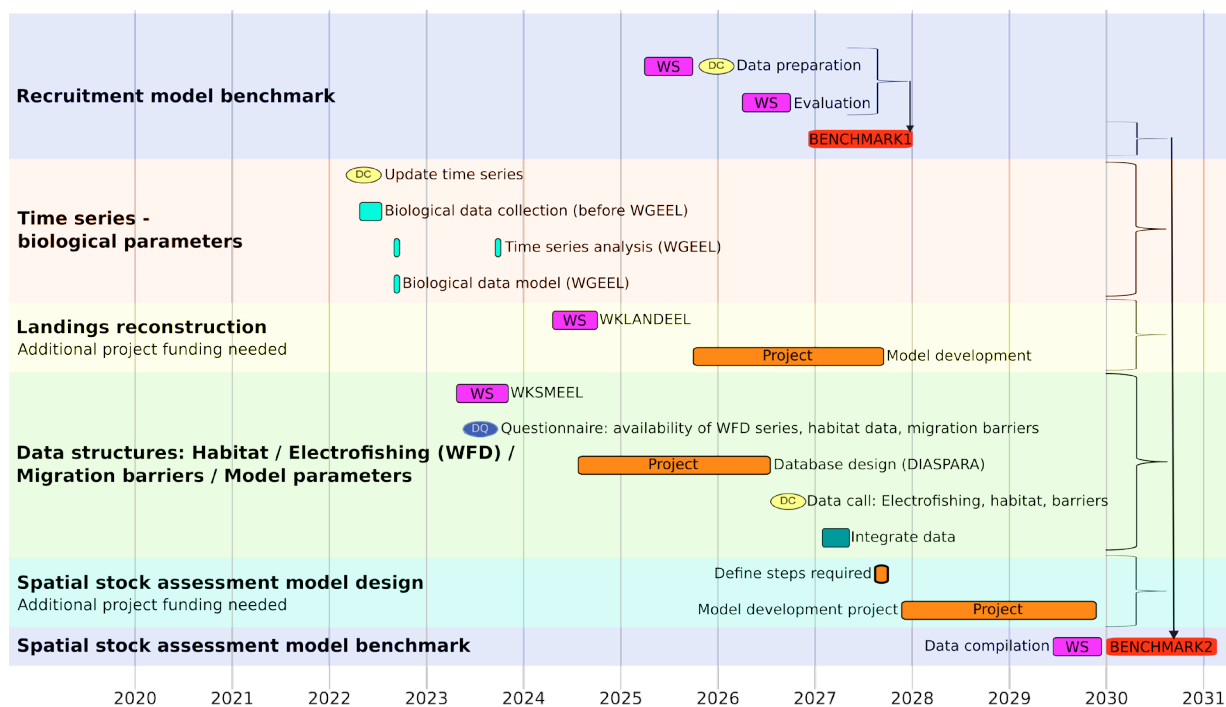 WS DC Data preparation
Recruitment model benchmark
WS Evaluation
BENCHMARK1
DC Update time series
Biological data collection (before WGEEL)
Time series -
biological parameters
Time series analysis (WGEEL)
Biological data model (WGEEL)
Landings reconstruction
Additional project funding needed
WS WKLANDEEL
Project Model development
WS WKSMEEL
DQ Questionnaire: availability of WFD series, habitat data, migration barriers
Data structures: Habitat / Electrofishing (WFD) /
Migration barriers / Model parameters
Project Database design (DIASPARA)
DC Data call: Electrofishing, habitat, barriers
Integrate data
Define steps required
Spatial stock assessment model design
Additional project funding needed
Model development project Project
Spatial stock assessment model benchmark
Data compilation WS BENCHMARK2
2020 2021 2022 2023 2024 2025 2026 2027 2028 2029 2030 2031